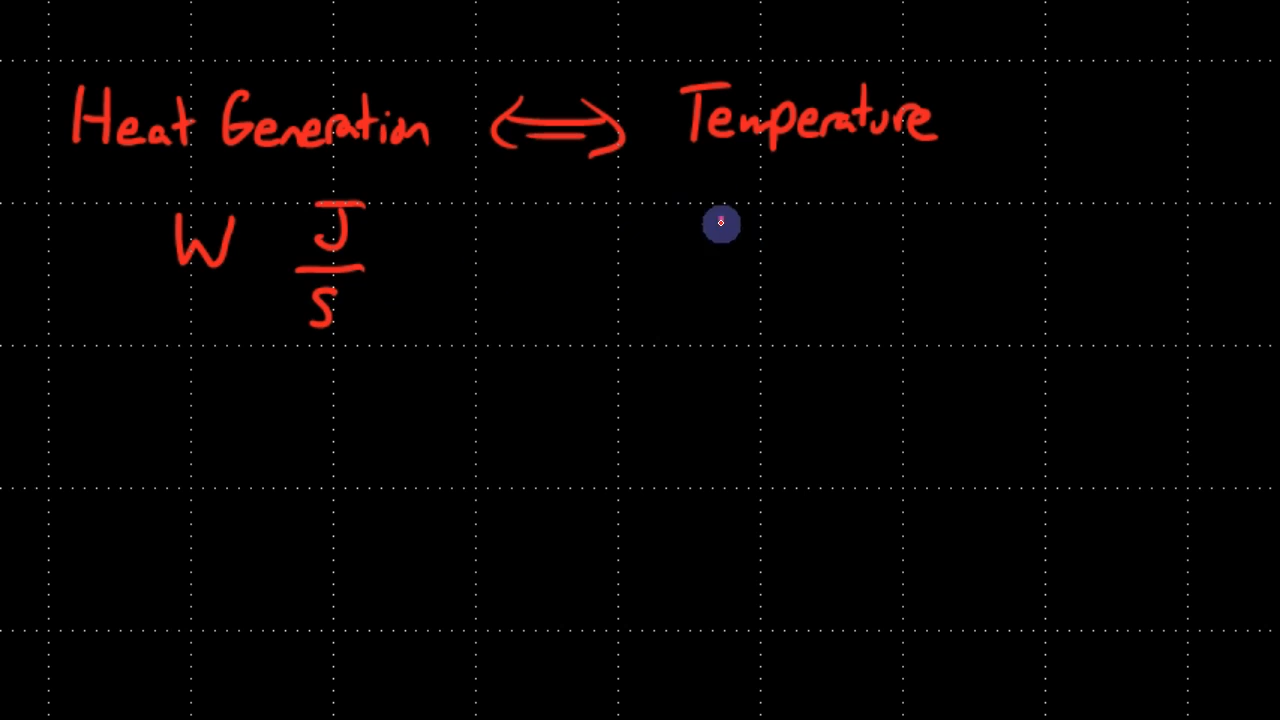 Heat Generation ⇔ Temperature
W J/s